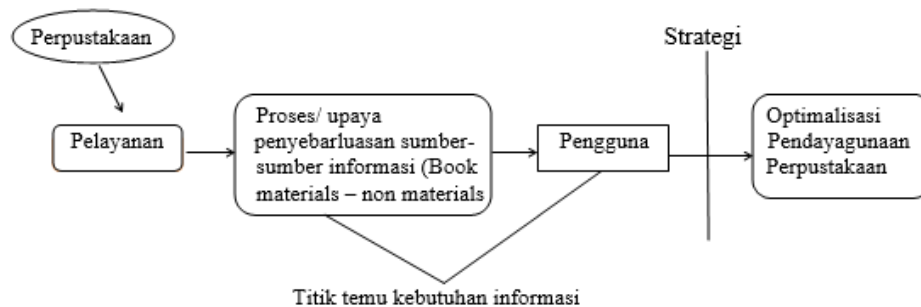 Perpustakaan
Strategi
Pelayanan
Proses/ upaya
penyebarluasan sumber-
sumber informasi (Book
materials – non materials
Pengguna
Optimalisasi
Pendayagunaan
Perpustakaan
Titik temu kebutuhan informasi